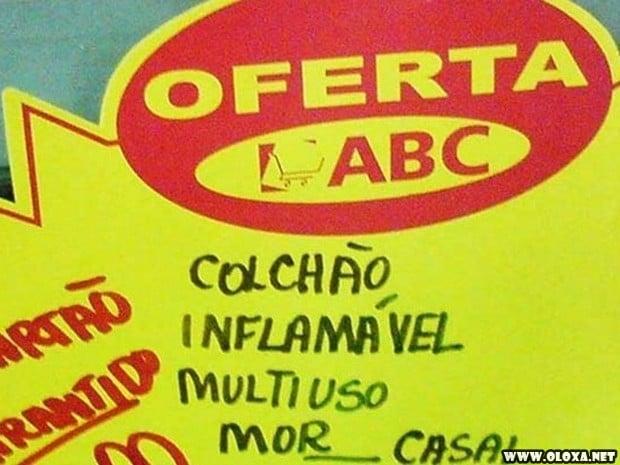 OFERTA
ABC
COLCHÃO
INFLAMÁVEL
MULTIUSO
MOR CASAL
WWW.OLOXA.NET